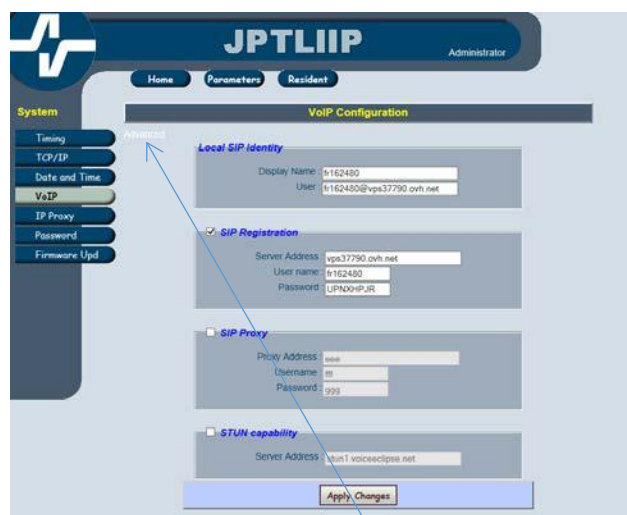 JPTLIIP
Administrator
Home Parameters Resident
System
VoIP Configuration
Timing
TCP/IP
Date and Time
VoIP
IP Proxy
Password
Firmware Upd
Advanced
Local SIP Identity
Display Name : fr162480
User : fr162480@vps37790.ovh.net
SIP Registration
Server Address : vps37790.ovh.net
User name : fr162480
Password : UPNXHPJR
SIP Proxy
Proxy Address :
Username :
Password : 999
STUN capability
Server Address : stun1.voiceeclipse.net
Apply Changes